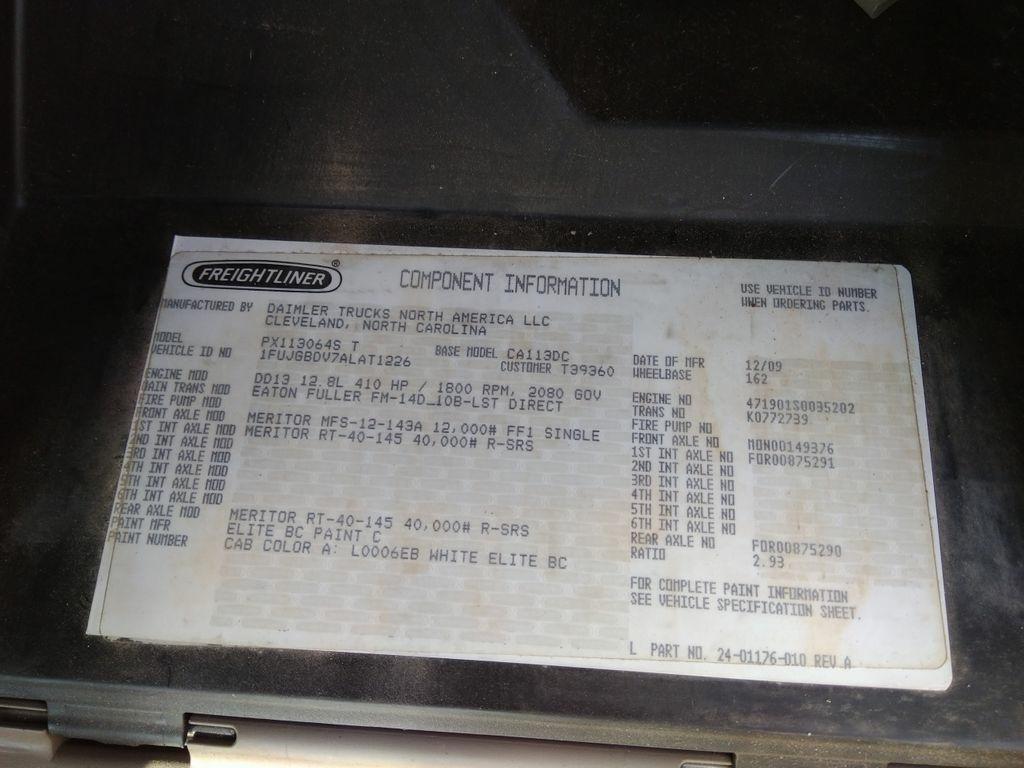 FREIGHTLINER®
COMPONENT INFORMATION
USE VEHICLE ID NUMBER
WHEN ORDERING PARTS.
MANUFACTURED BY DAIMLER TRUCKS NORTH AMERICA LLC
CLEVELAND, NORTH CAROLINA
MODEL PX113064S T BASE MODEL CA113DC
VEHICLE ID NO 1FUJGBDV7ALAT1226 CUSTOMER T39360
DATE OF MFR 12/09
WHEELBASE 162
ENGINE MOD DD13 12.8L 410 HP / 1800 RPM, 2080 GOV
MAIN TRANS MOD EATON FULLER FM-14D_10B-LST DIRECT
FIRE PUMP MOD
FRONT AXLE MOD MERITOR MFS-12-143A 12,000# FF1 SINGLE
1ST INT AXLE MOD MERITOR RT-40-145 40,000# R-SRS
2ND INT AXLE MOD
3RD INT AXLE MOD
4TH INT AXLE MOD
5TH INT AXLE MOD
6TH INT AXLE MOD
REAR AXLE MOD MERITOR RT-40-145 40,000# R-SRS
PAINT MFR ELITE BC PAINT C
PAINT NUMBER CAB COLOR A: L0006EB WHITE ELITE BC
ENGINE NO 471901S0035202
TRANS NO K0772739
FIRE PUMP NO
FRONT AXLE NO MON00149376
1ST INT AXLE NO FOR00875291
2ND INT AXLE NO
3RD INT AXLE NO
4TH INT AXLE NO
5TH INT AXLE NO
6TH INT AXLE NO
REAR AXLE NO FOR00875290
RATIO 2.93
FOR COMPLETE PAINT INFORMATION
SEE VEHICLE SPECIFICATION SHEET.
L PART NO. 24-01176-010 REV A